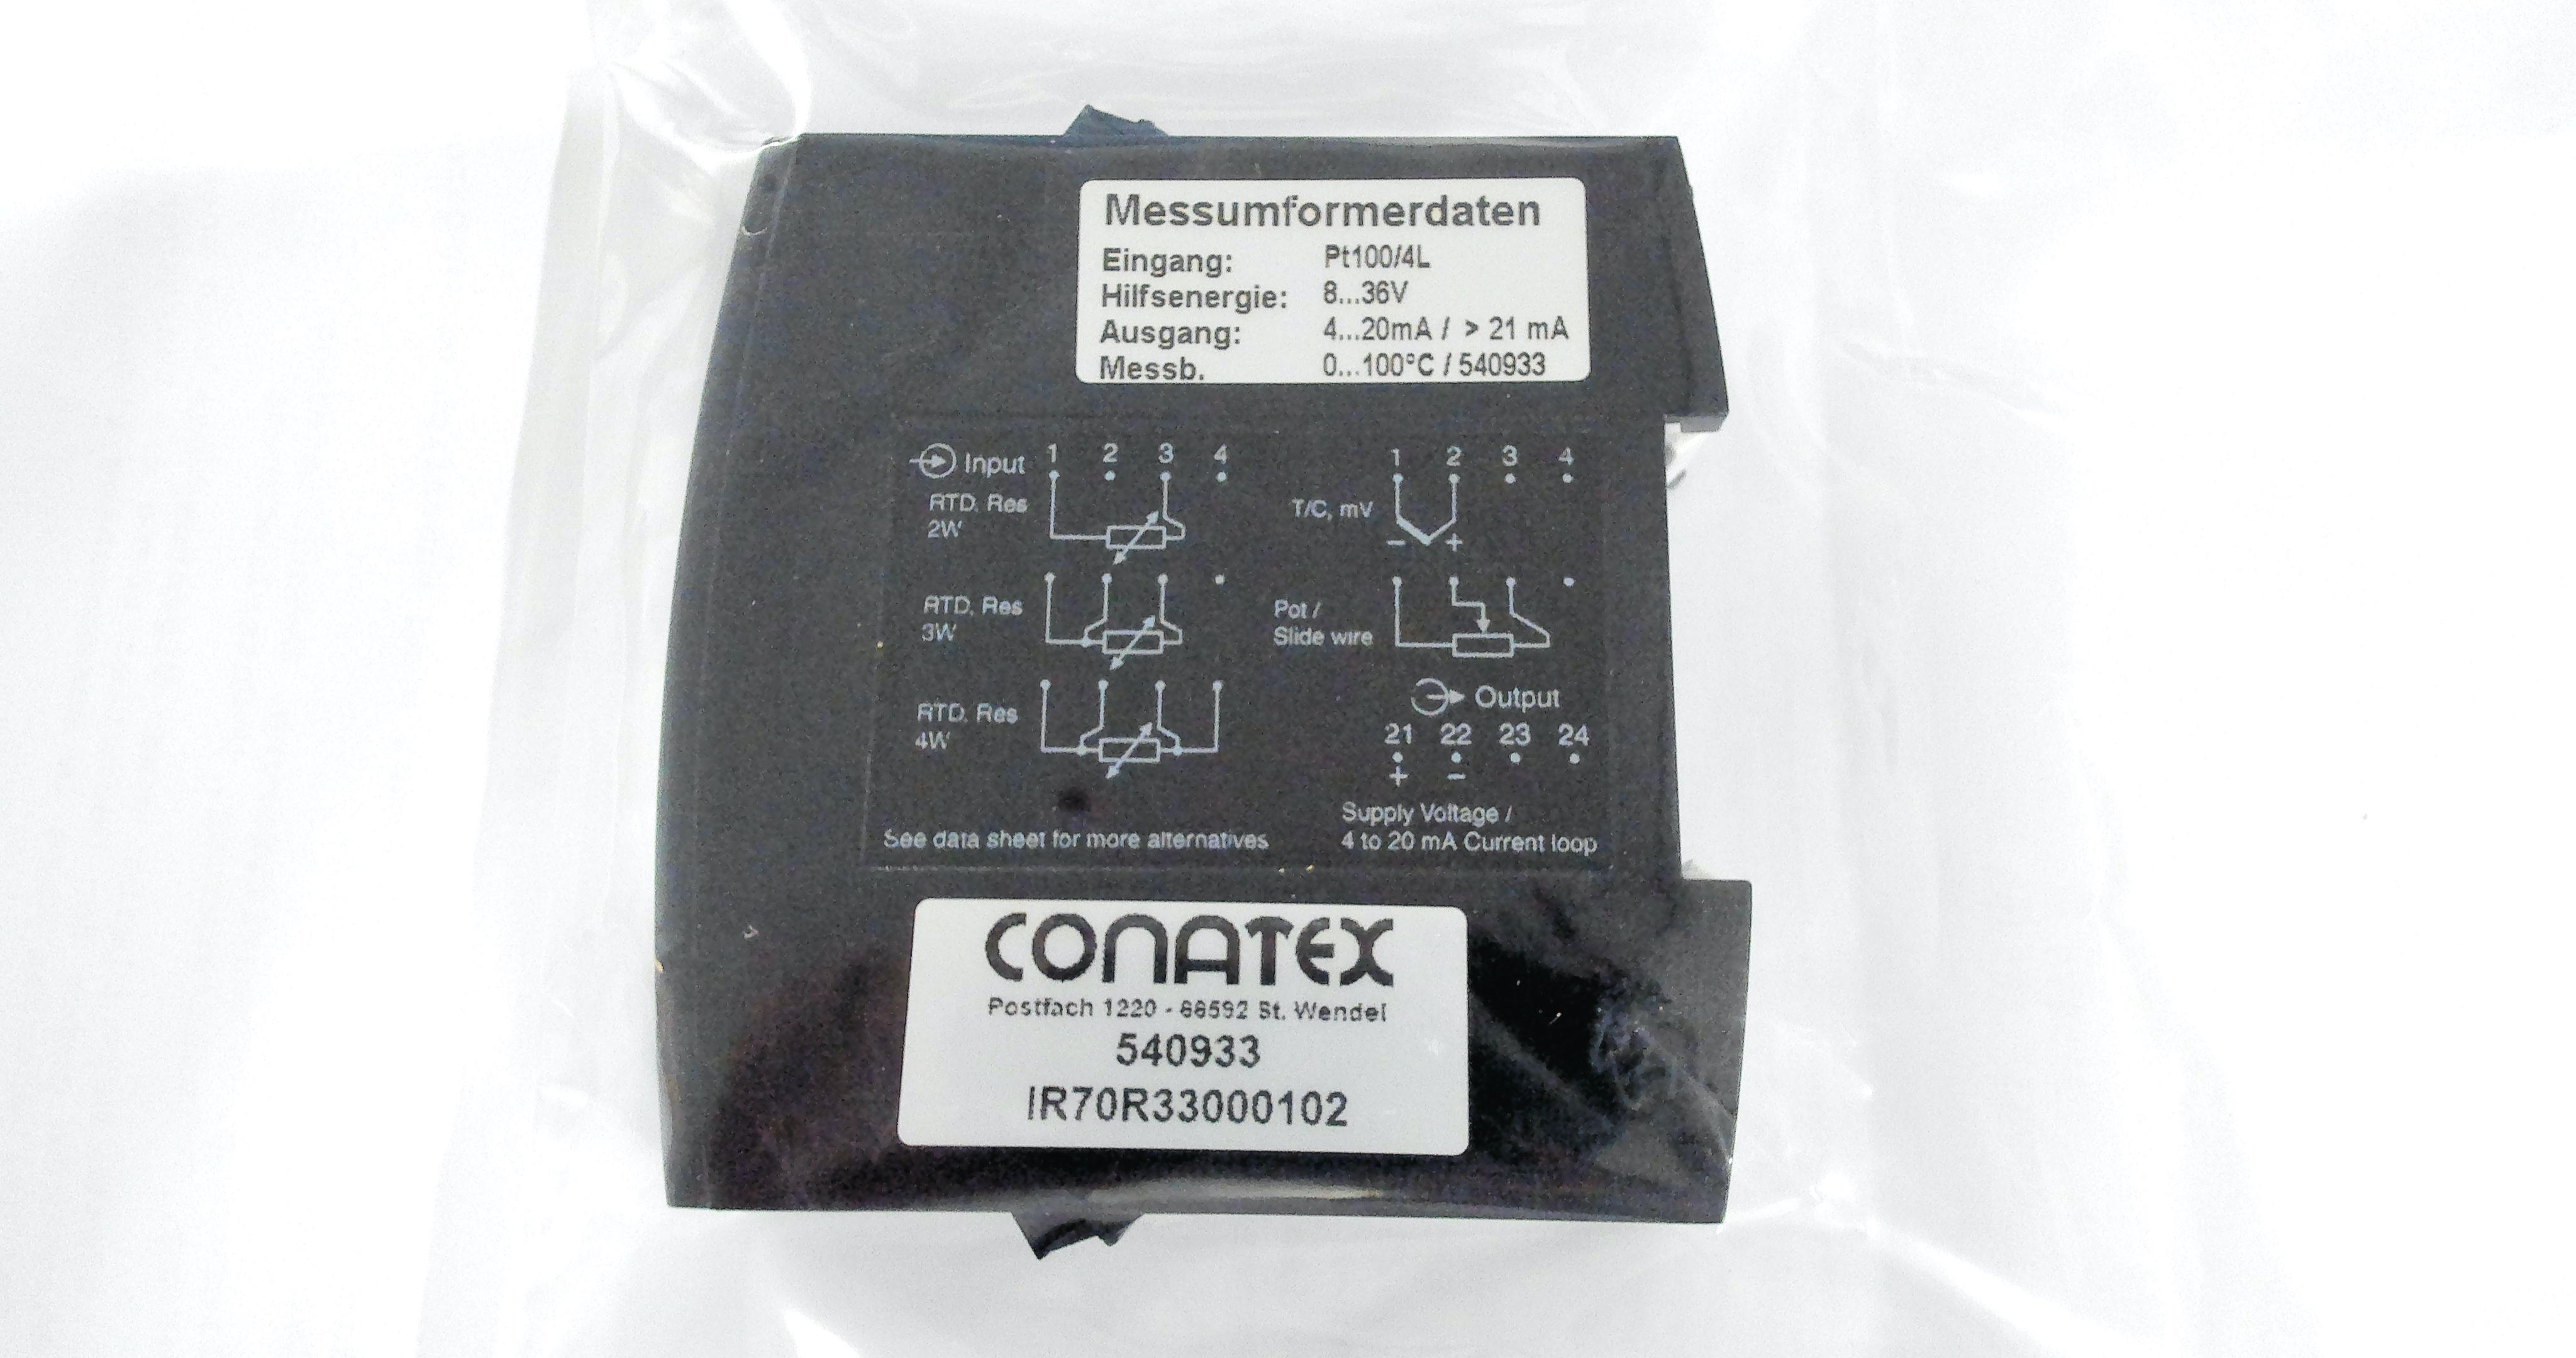 Messumformerdaten
Eingang: Pt100/4L
Hilfsenergie: 8...36V
Ausgang: 4...20mA / > 21 mA
Messb. 0...100°C / 540933
Input 1 2 3 4
RTD, Res
2W
RTD, Res
3W
RTD, Res
4W
See data sheet for more alternatives
1 2 3 4
T/C, mV
- +
Pot /
Slide wire
Output
21 22 23 24
+ -
Supply Voltage /
4 to 20 mA Current loop
CONATEX
Postfach 1220 - 66592 St. Wendel
540933
IR70R33000102